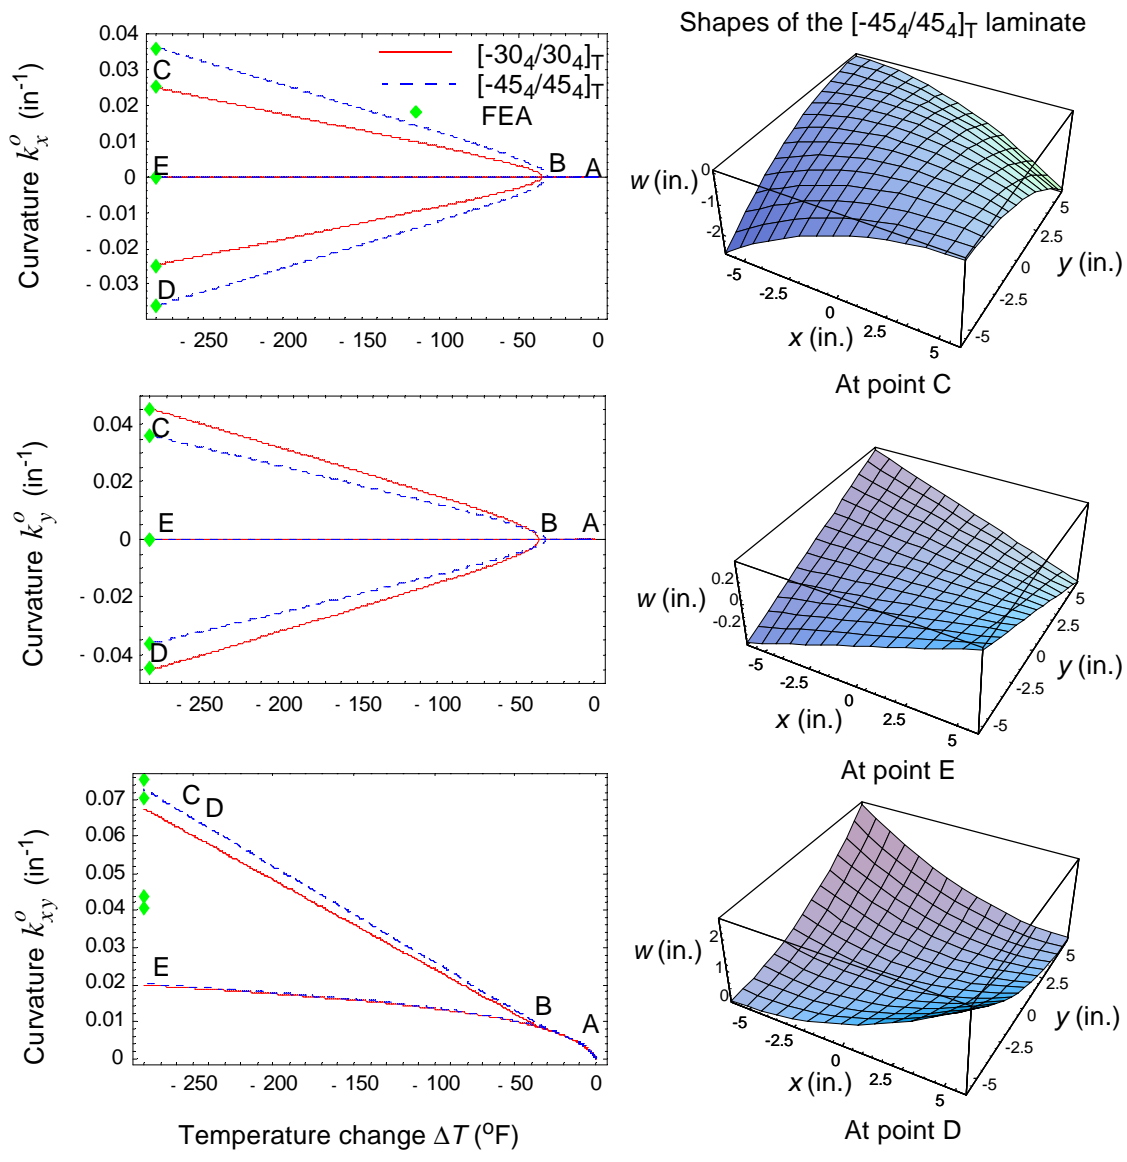 Shapes of the [-45₄/45₄]T laminate
Curvature kₓᵒ (in⁻¹)
0.04
0.03
0.02
0.01
0
- 0.01
- 0.02
- 0.03
[-30₄/30₄]T
[-45₄/45₄]T
FEA
C
E
D
B
A
- 250
- 200
- 150
- 100
- 50
0
w (in.)
0
-1
-2
-5
-2.5
0
2.5
5
x (in.)
5
2.5
0
-2.5
-5
y (in.)
At point C
Curvature k_yᵒ (in⁻¹)
0.04
0.02
0
- 0.02
- 0.04
C
E
D
B
A
- 250
- 200
- 150
- 100
- 50
0
w (in.)
0.2
0
-0.2
-5
-2.5
0
2.5
5
x (in.)
5
2.5
0
-2.5
-5
y (in.)
At point E
Curvature k_xyᵒ (in⁻¹)
0.07
0.06
0.05
0.04
0.03
0.02
0.01
0
C D
E
B
A
- 250
- 200
- 150
- 100
- 50
0
Temperature change ΔT (ᵒF)
w (in.)
2
1
0
-5
-2.5
0
2.5
5
x (in.)
5
2.5
0
-2.5
-5
y (in.)
At point D